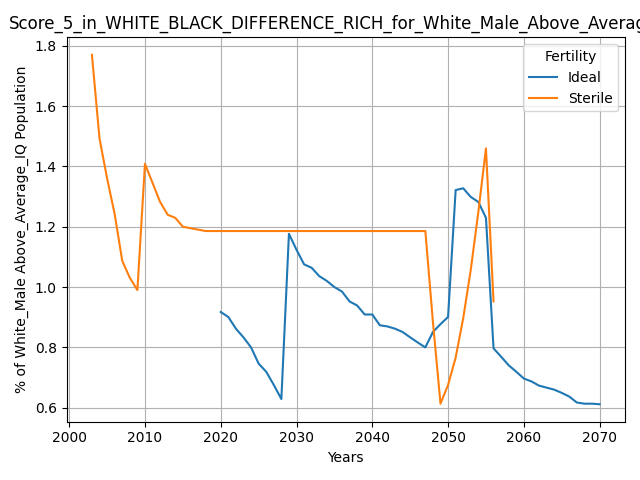 Score_5_in_WHITE_BLACK_DIFFERENCE_RICH_for_White_Male_Above_Averag
% of White_Male Above_Average_IQ Population
1.8
1.6
1.4
1.2
1.0
0.8
0.6
Fertility
Ideal
Sterile
2000 2010 2020 2030 2040 2050 2060 2070
Years